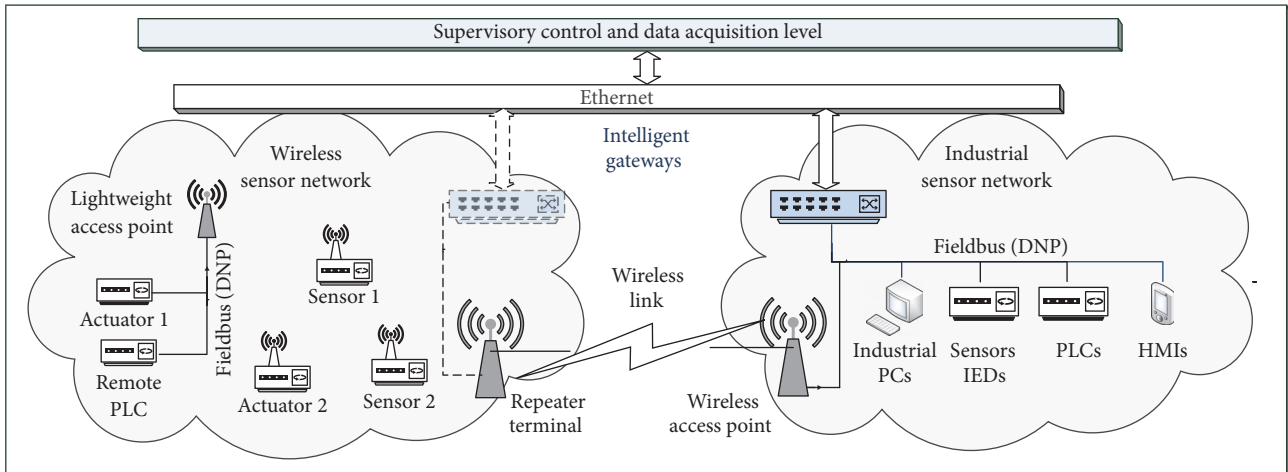 Supervisory control and data acquisition level
Ethernet
Intelligent
gateways
Wireless
sensor network
Lightweight
access point
Fieldbus (DNP)
Actuator 1
Remote
PLC
Sensor 1
Actuator 2
Sensor 2
Repeater
terminal
Wireless
link
Industrial
sensor network
Fieldbus (DNP)
Wireless
access point
Industrial
PCs
Sensors
IEDs
PLCs
HMIs